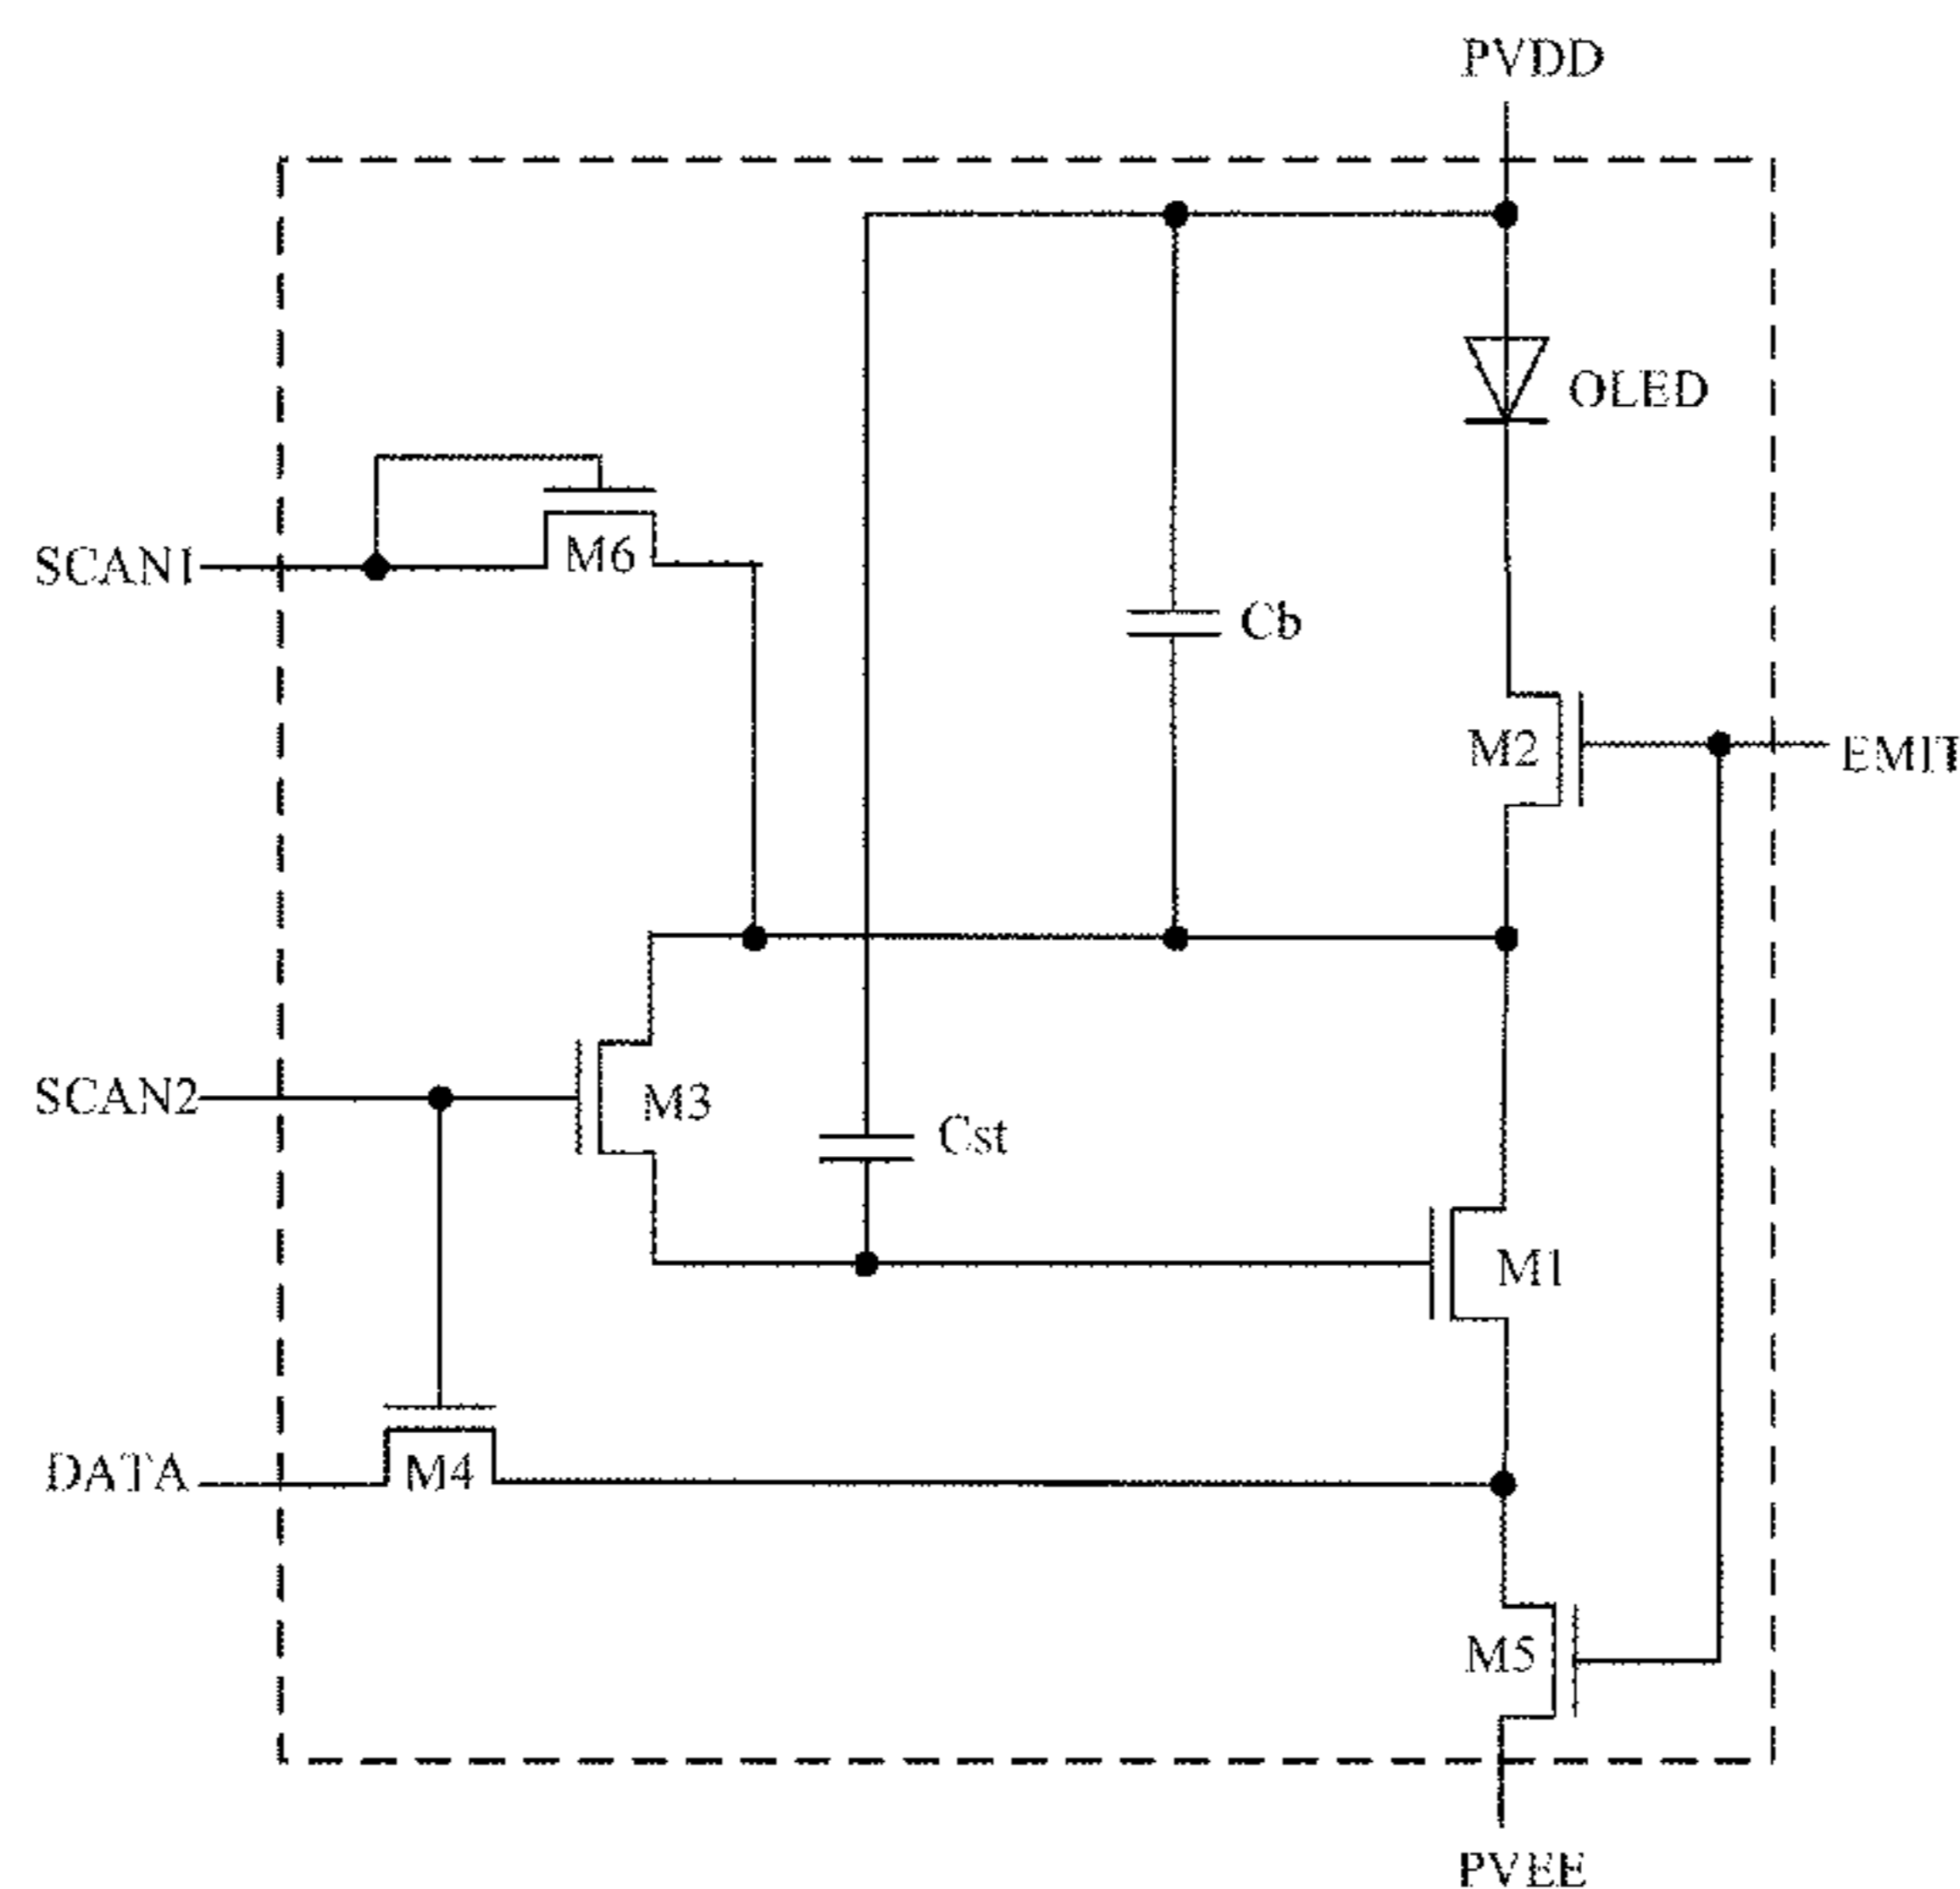 PVDD
OLED
SCAN1
M6
Cb
M2
EMIT
SCAN2
M3
Cst
M1
DATA
M4
M5
PVEE